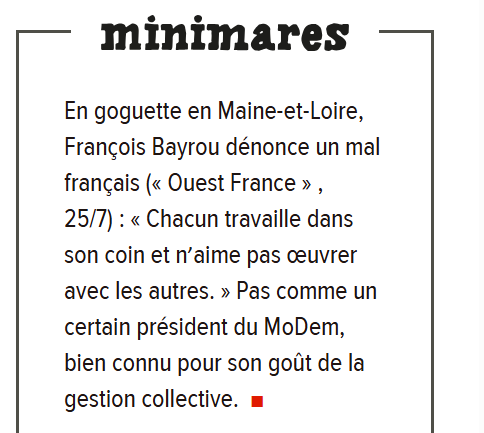 minimares
En goguette en Maine-et-Loire,
François Bayrou dénonce un mal
français (« Ouest France » ,
25/7) : « Chacun travaille dans
son coin et n’aime pas œuvrer
avec les autres. » Pas comme un
certain président du MoDem,
bien connu pour son goût de la
gestion collective.